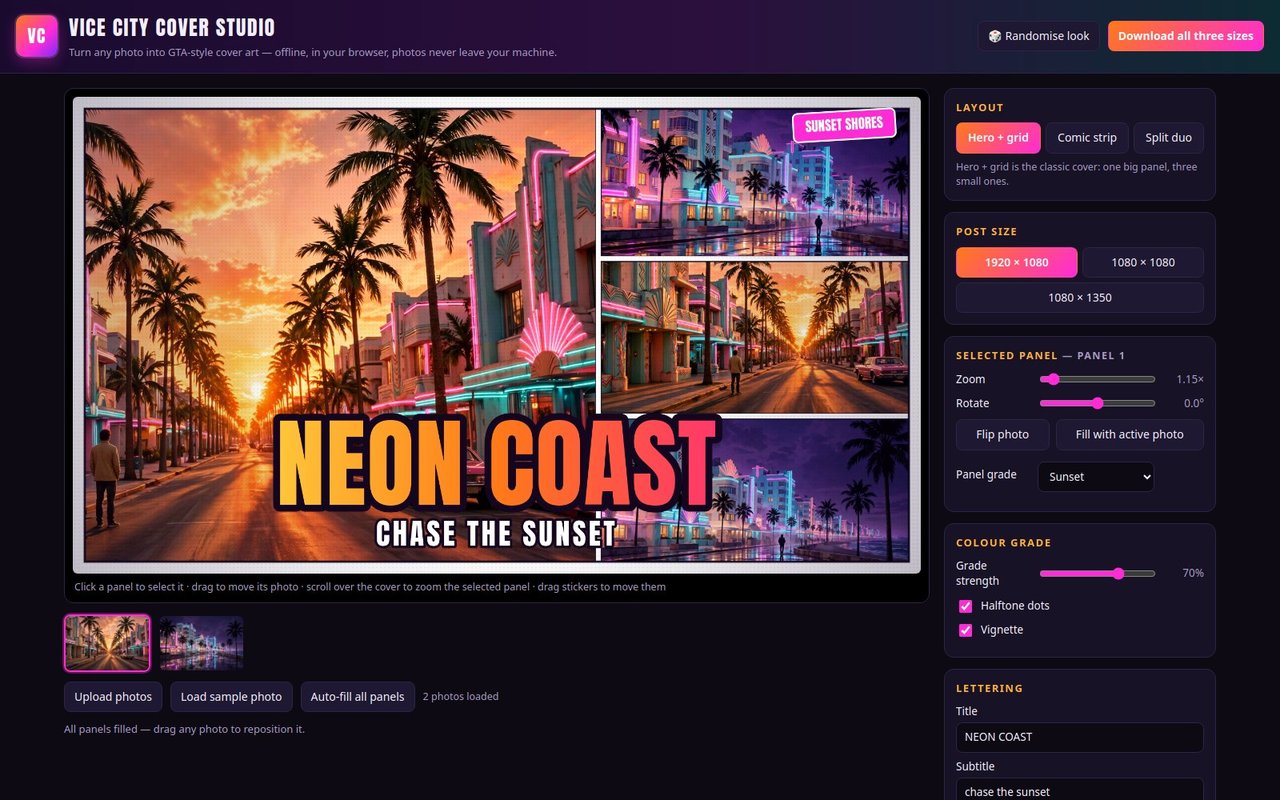 VC
VICE CITY COVER STUDIO
Turn any photo into GTA-style cover art — offline, in your browser, photos never leave your machine.
🎲 Randomise look
Download all three sizes
SUNSET SHORES
NEON COAST
CHASE THE SUNSET
Click a panel to select it · drag to move its photo · scroll over the cover to zoom the selected panel · drag stickers to move them
Upload photos
Load sample photo
Auto-fill all panels
2 photos loaded
All panels filled — drag any photo to reposition it.
LAYOUT
Hero + grid
Comic strip
Split duo
Hero + grid is the classic cover: one big panel, three
small ones.
POST SIZE
1920 × 1080
1080 × 1080
1080 × 1350
SELECTED PANEL — PANEL 1
Zoom 1.15×
Rotate 0.0°
Flip photo
Fill with active photo
Panel grade
Sunset
COLOUR GRADE
Grade
strength
70%
Halftone dots
Vignette
LETTERING
Title
NEON COAST
Subtitle
chase the sunset